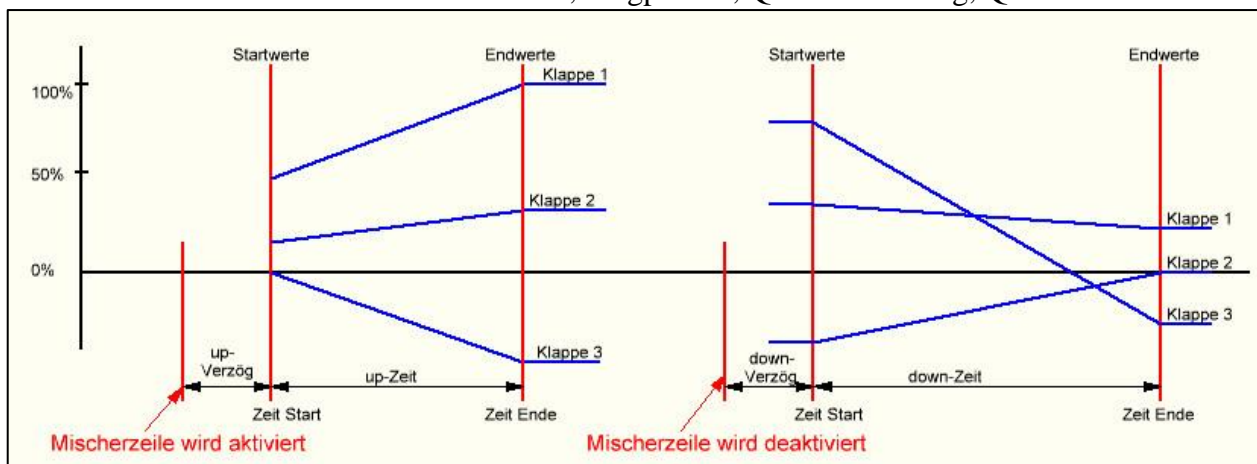 Startwerte
Endwerte
Startwerte
Endwerte
Klappe 1
100%
50%
Klappe 2
Klappe 1
0%
Klappe 2
Klappe 3
Klappe 3
up-
Verzög
up-Zeit
down-
Verzög
down-Zeit
Zeit Start
Zeit Ende
Zeit Start
Zeit Ende
Mischerzeile wird aktiviert
Mischerzeile wird deaktiviert